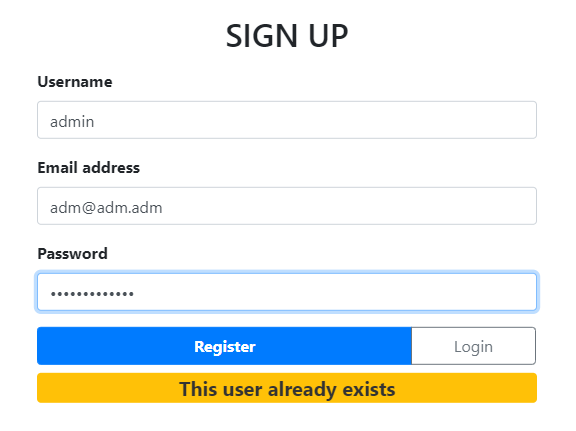 SIGN UP
Username
admin
Email address
adm@adm.adm
Password
•••••••••••••
Register Login
This user already exists